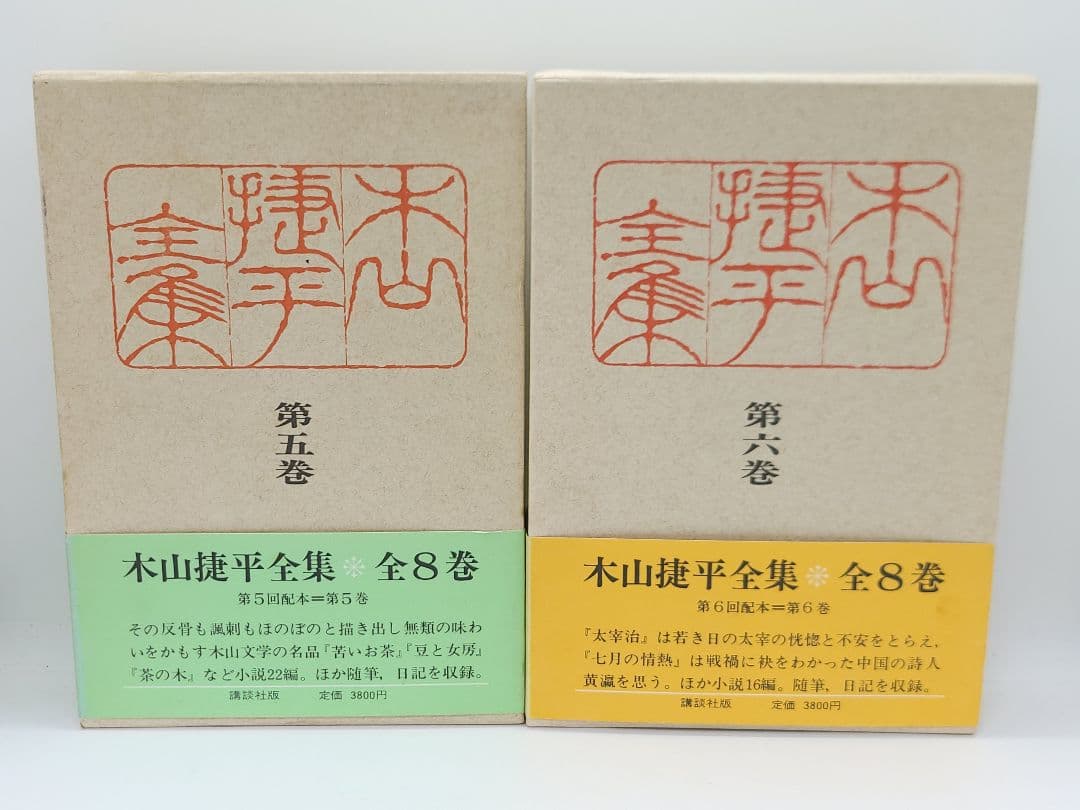 木山
捷平
全集
第五巻
木山捷平全集※全8巻
第5回配本＝第5巻
その反骨も諷刺もほのぼのと描き出し無類の味わ
いをかもす木山文学の名品『苦いお茶』『豆と女房』
『茶の木』など小説22編。ほか随筆，日記を収録。
講談社版 定価 3800円
木山
捷平
全集
第六巻
木山捷平全集※全8巻
第6回配本＝第6巻
『太宰治』は若き日の太宰の恍惚と不安をとらえ，
『七月の情熱』は戦禍に袂をわかった中国の詩人
黄瀛を思う。ほか小説16編。随筆，日記を収録。
講談社版 定価 3800円